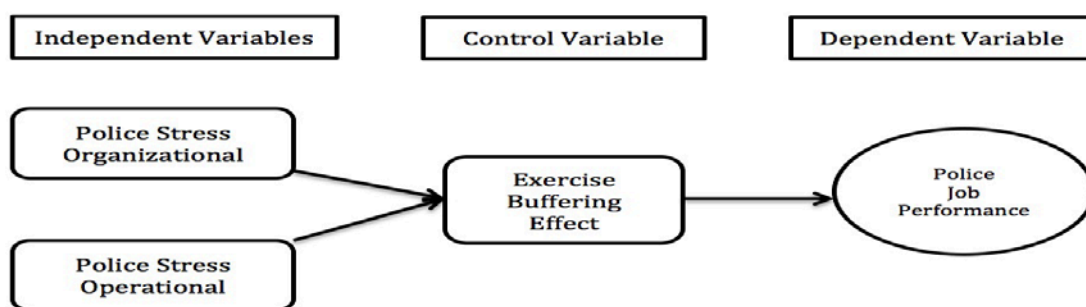 Independent Variables
Control Variable
Dependent Variable
Police Stress
Organizational
Exercise
Buffering
Effect
Police
Job
Performance
Police Stress
Operational